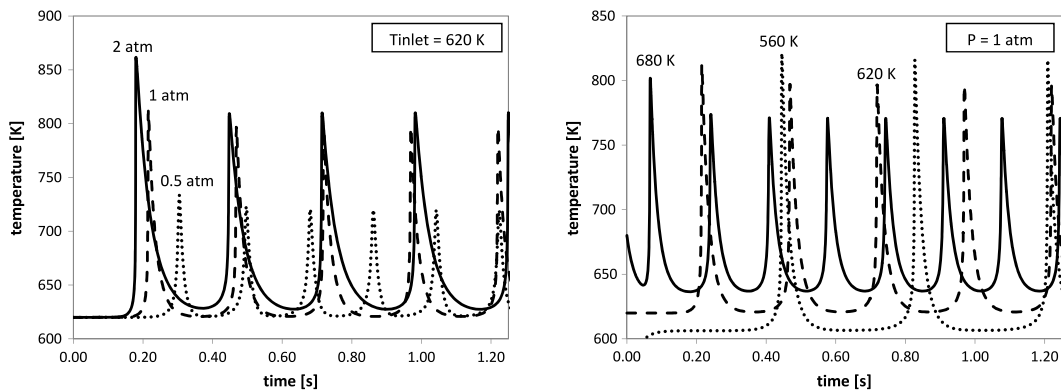 900
850
800
750
700
650
600
temperature [K]
0.00
0.20
0.40
0.60
0.80
1.00
1.20
time [s]
Tinlet = 620 K
2 atm
1 atm
0.5 atm
850
800
750
700
650
600
temperature [K]
0.00
0.20
0.40
0.60
0.80
1.00
1.20
time [s]
P = 1 atm
680 K
560 K
620 K